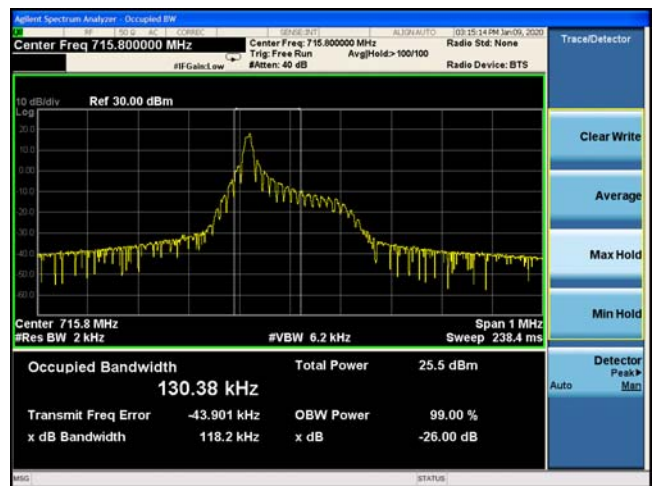 Agilent Spectrum Analyzer - Occupied BW
RF 50 Ω AC CORREC SENSE:INT ALIGN AUTO 03:15:14 PM Jan 09, 2020
Center Freq 715.800000 MHz
Center Freq: 715.800000 MHz
Radio Std: None
Trig: Free Run Avg|Hold:> 100/100
#IFGain:Low #Atten: 40 dB Radio Device: BTS
10 dB/div Ref 30.00 dBm
Log
20.0
10.0
0.00
-10.0
-20.0
-30.0
-40.0
-50.0
-60.0
Center 715.8 MHz Span 1 MHz
#Res BW 2 kHz #VBW 6.2 kHz Sweep 238.4 ms
Occupied Bandwidth Total Power 25.5 dBm
130.38 kHz
Transmit Freq Error -43.901 kHz OBW Power 99.00 %
x dB Bandwidth 118.2 kHz x dB -26.00 dB
MSG STATUS
Trace/Detector
Clear Write
Average
Max Hold
Min Hold
Detector
Peak▶
Auto Man